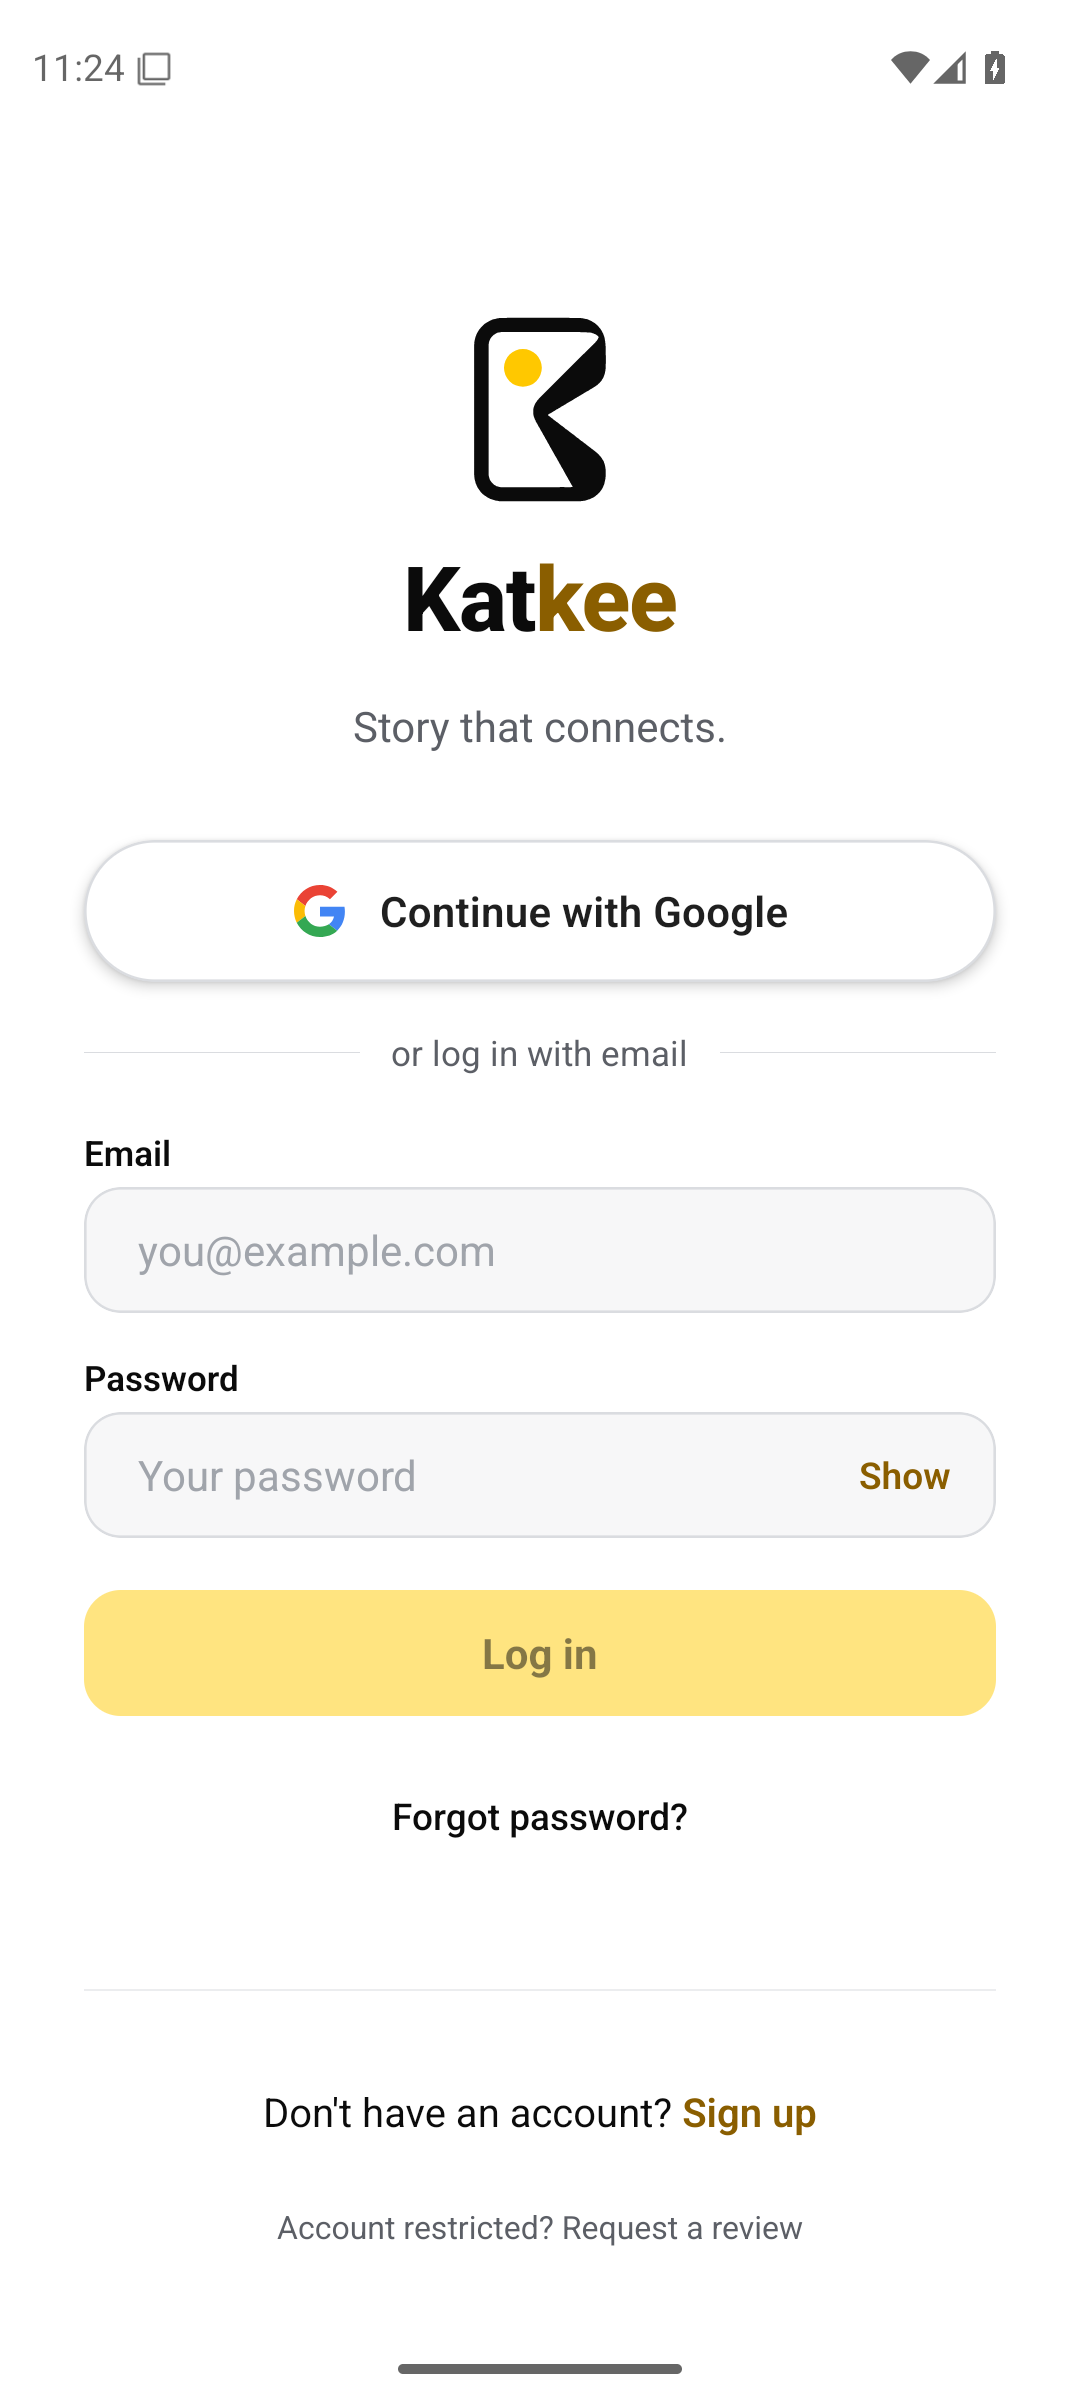 11:24
Katkee
Story that connects.
Continue with Google
or log in with email
Email
you@example.com
Password
Your password
Show
Log in
Forgot password?
Don't have an account? Sign up
Account restricted? Request a review